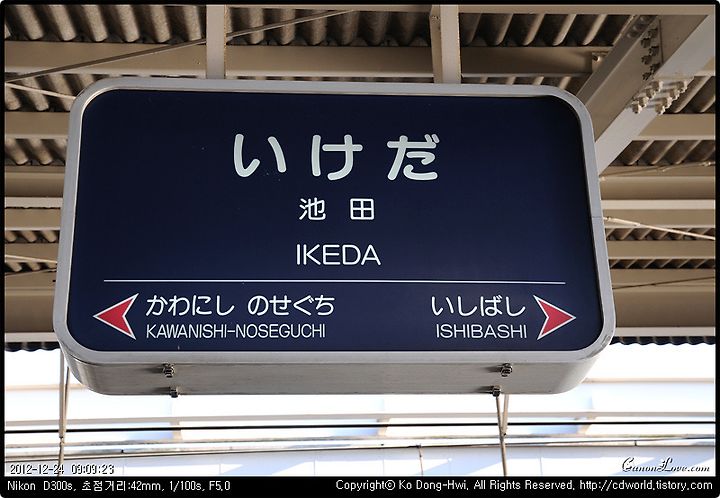 いけだ
池田
IKEDA
かわにし のせぐち
KAWANISHI-NOSEGUCHI
いしばし
ISHIBASHI
2012-12-24 09:09:23
CanonLove.com
Nikon D300s, 초점거리:42mm, 1/100s, F5.0
Copyright© Ko Dong-Hwi, All Rights Reserved, http://cdworld.tistory.com